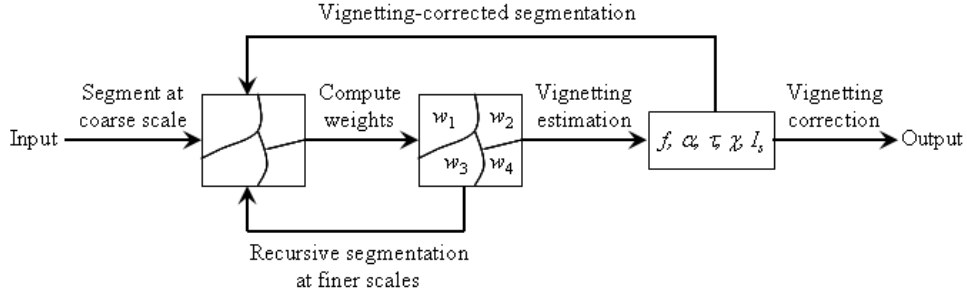 Vignetting-corrected segmentation
Segment at
coarse scale
Compute
weights
Vignetting
estimation
Vignetting
correction
Input
w1 w2
w3 w4
f, α, τ, χ, Is
Output
Recursive segmentation
at finer scales